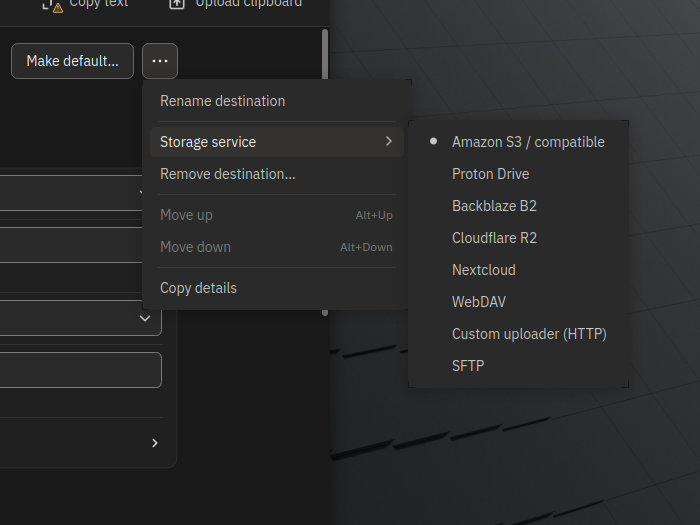 Copy text
Upload clipboard
Make default...
Rename destination
Storage service
Remove destination...
Move up Alt+Up
Move down Alt+Down
Copy details
Amazon S3 / compatible
Proton Drive
Backblaze B2
Cloudflare R2
Nextcloud
WebDAV
Custom uploader (HTTP)
SFTP